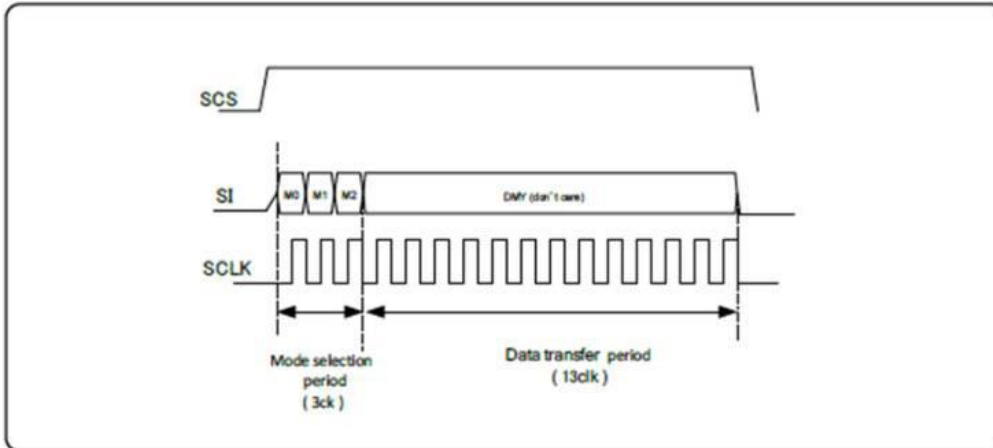 SCS
SI
M0 M1 M2
DMY (don't care)
SCLK
Mode selection
period
( 3ck )
Data transfer period
( 13clk )